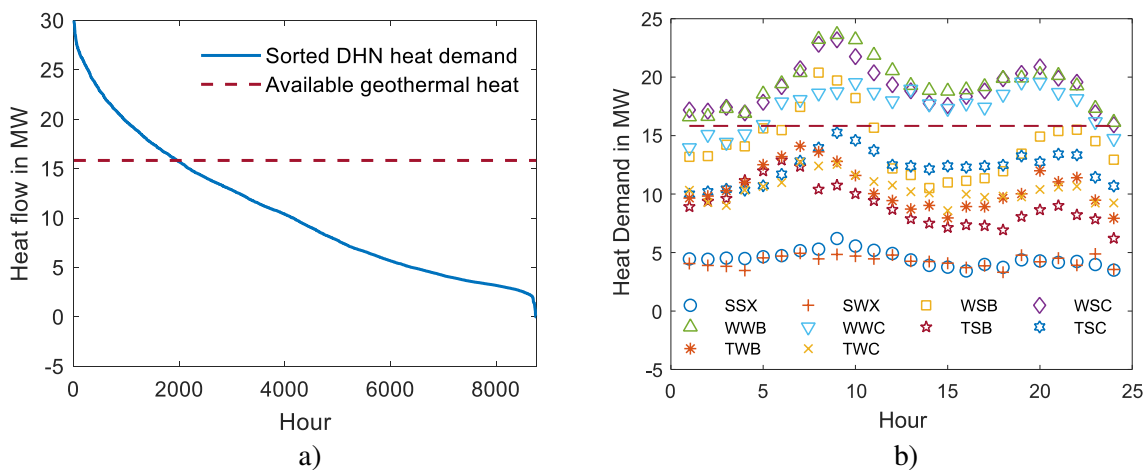 30
25
20
15
10
5
0
-5
Heat flow in MW
Sorted DHN heat demand
Available geothermal heat
0 2000 4000 6000 8000
Hour
a)
25
20
15
10
5
0
-5
Heat Demand in MW
SSX SWX WSB WSC
WWB WWC TSB TSC
TWB TWC
0 5 10 15 20 25
Hour
b)